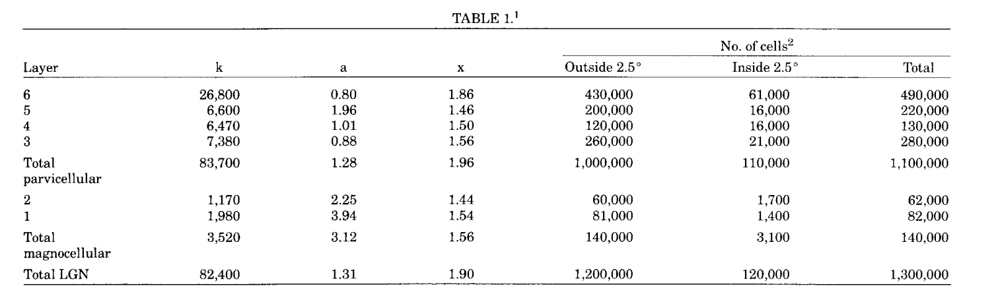 TABLE 1.¹
No. of cells²
Layer k a x Outside 2.5° Inside 2.5° Total
6 26,800 0.80 1.86 430,000 61,000 490,000
5 6,600 1.96 1.46 200,000 16,000 220,000
4 6,470 1.01 1.50 120,000 16,000 130,000
3 7,380 0.88 1.56 260,000 21,000 280,000
Total 83,700 1.28 1.96 1,000,000 110,000 1,100,000
parvicellular
2 1,170 2.25 1.44 60,000 1,700 62,000
1 1,980 3.94 1.54 81,000 1,400 82,000
Total 3,520 3.12 1.56 140,000 3,100 140,000
magnocellular
Total LGN 82,400 1.31 1.90 1,200,000 120,000 1,300,000